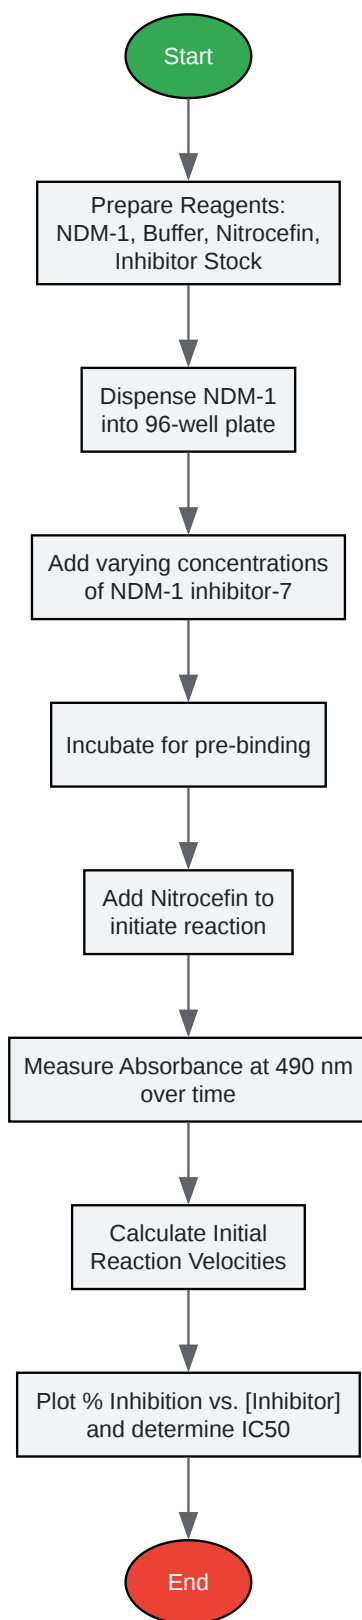 Start
Prepare Reagents:
NDM-1, Buffer, Nitrocefin,
Inhibitor Stock
Dispense NDM-1
into 96-well plate
Add varying concentrations
of NDM-1 inhibitor-7
Incubate for pre-binding
Add Nitrocefin to
initiate reaction
Measure Absorbance at 490 nm
over time
Calculate Initial
Reaction Velocities
Plot % Inhibition vs. [Inhibitor]
and determine IC50
End